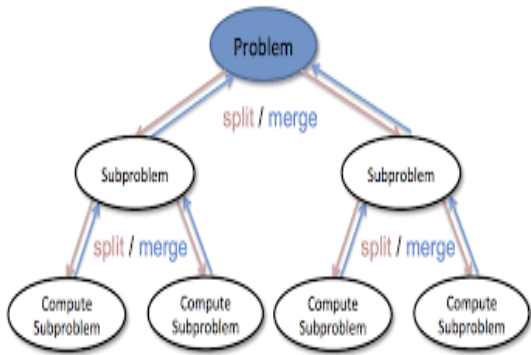 Problem
split / merge
Subproblem
Subproblem
split / merge
split / merge
Compute
Subproblem
Compute
Subproblem
Compute
Subproblem
Compute
Subproblem